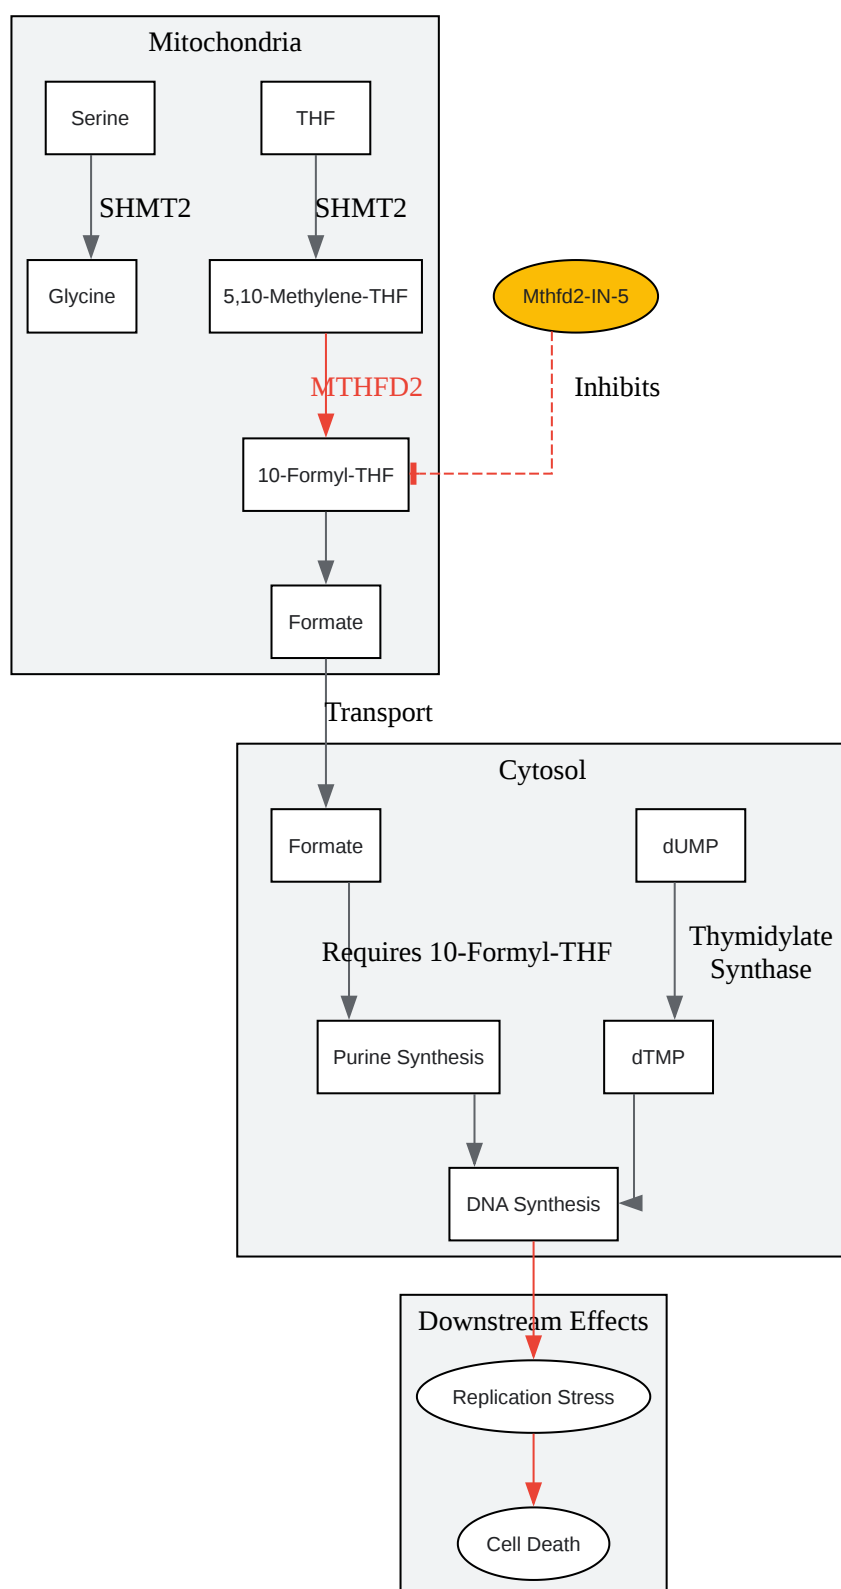 Mitochondria
Serine
THF
SHMT2
SHMT2
Glycine
5,10-Methylene-THF
Mthfd2-IN-5
MTHFD2
Inhibits
10-Formyl-THF
Formate
Transport
Cytosol
Formate
dUMP
Requires 10-Formyl-THF
Thymidylate
Synthase
Purine Synthesis
dTMP
DNA Synthesis
Downstream Effects
Replication Stress
Cell Death